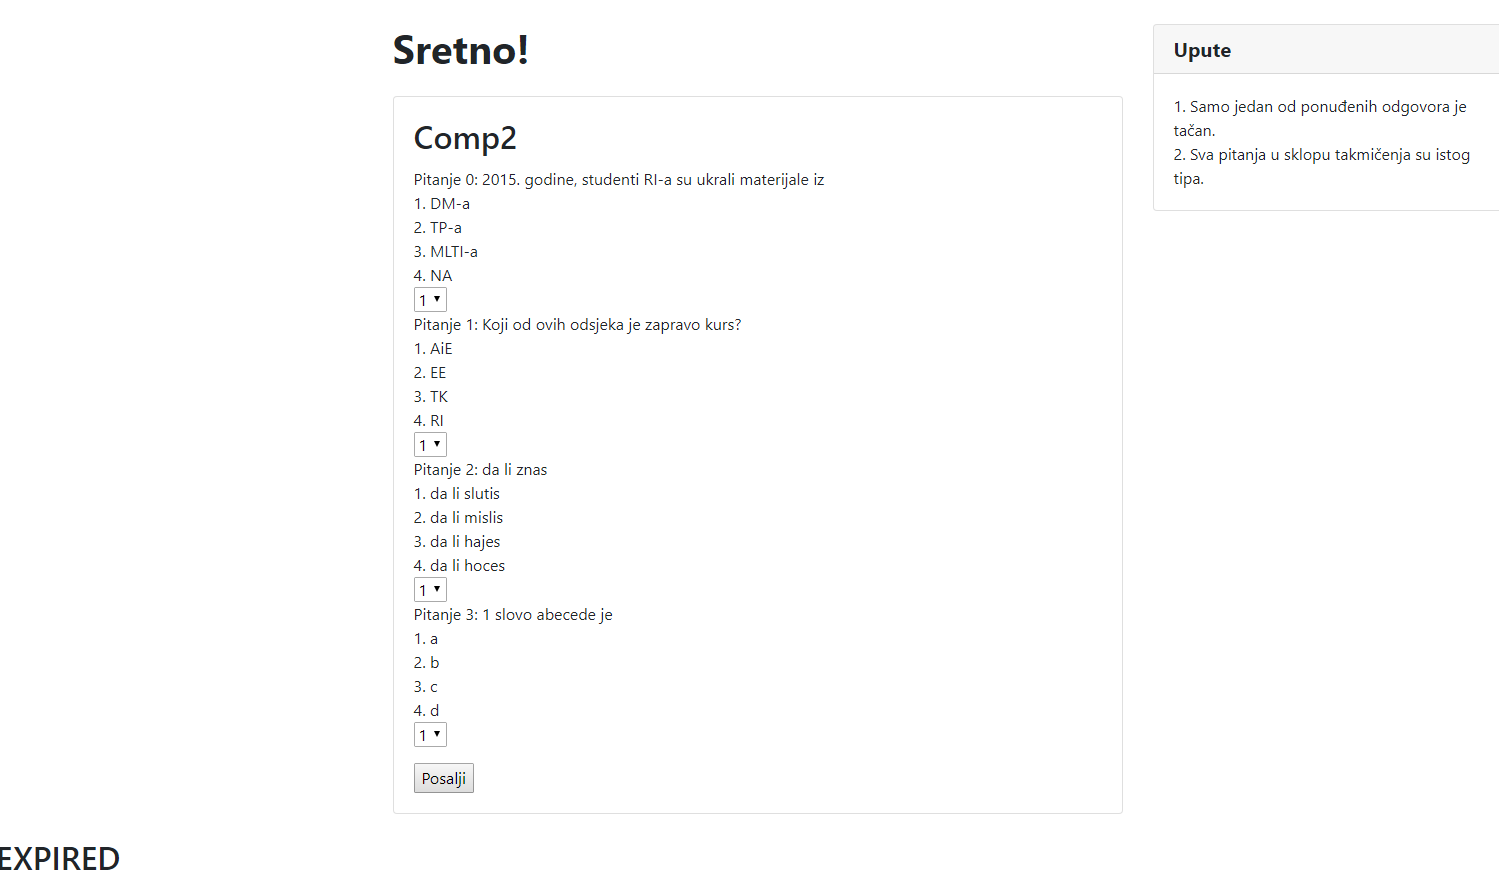 Sretno!
Comp2
Pitanje 0: 2015. godine, studenti RI-a su ukrali materijale iz
1. DM-a
2. TP-a
3. MLTI-a
4. NA
1
Pitanje 1: Koji od ovih odsjeka je zapravo kurs?
1. AiE
2. EE
3. TK
4. RI
1
Pitanje 2: da li znas
1. da li slutis
2. da li mislis
3. da li hajes
4. da li hoces
1
Pitanje 3: 1 slovo abecede je
1. a
2. b
3. c
4. d
1
Posalji
Upute
1. Samo jedan od ponuđenih odgovora je
tačan.
2. Sva pitanja u sklopu takmičenja su istog
tipa.
EXPIRED